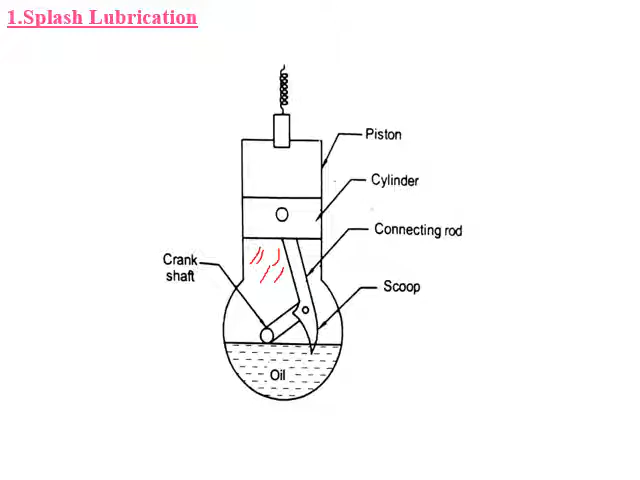 1.Splash Lubrication
Piston
Cylinder
Connecting rod
Crank
shaft
Scoop
Oil